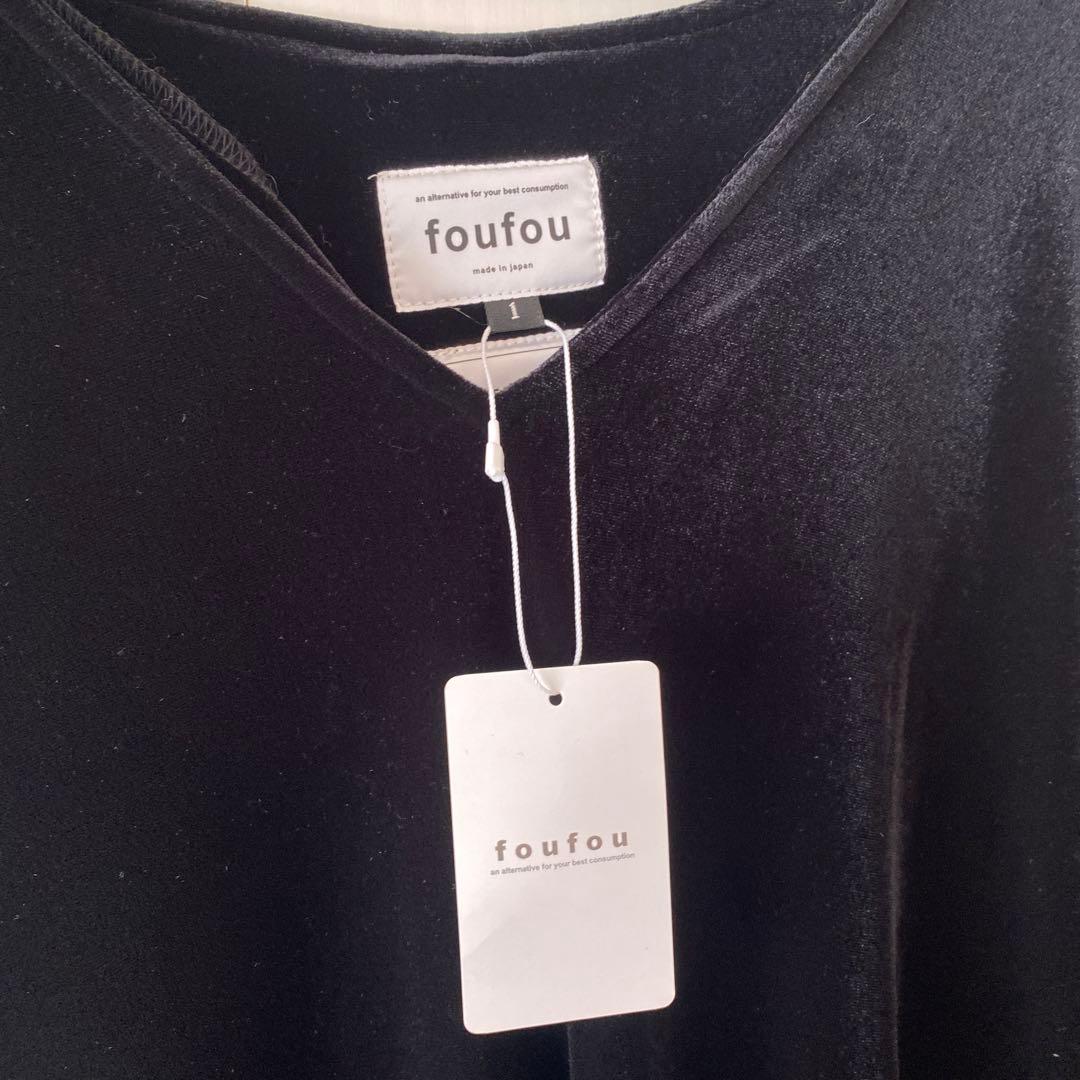 an alternative for your best consumption
foufou
made in japan
1
foufou
an alternative for your best consumption